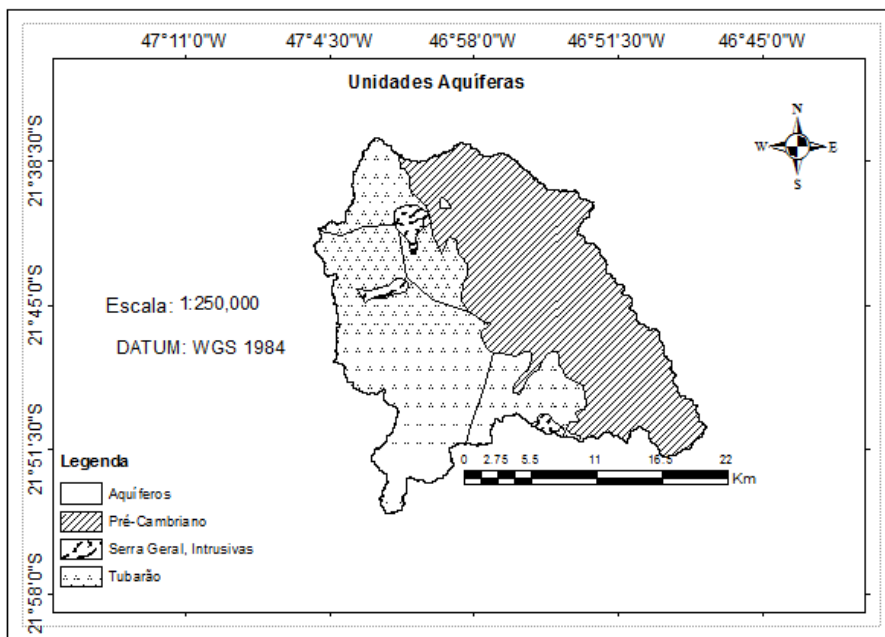 47°11'0"W 47°4'30"W 46°58'0"W 46°51'30"W 46°45'0"W
Unidades Aquíferas
N
W E
S
21°38'30"S
21°45'0"S
21°51'30"S
21°58'0"S
Escala: 1:250,000
DATUM: WGS 1984
Legenda
Aquíferos
Pré-Cambriano
Serra Geral, Intrusivas
Tubarão
0 2.75 5.5 11 16.5 22
Km